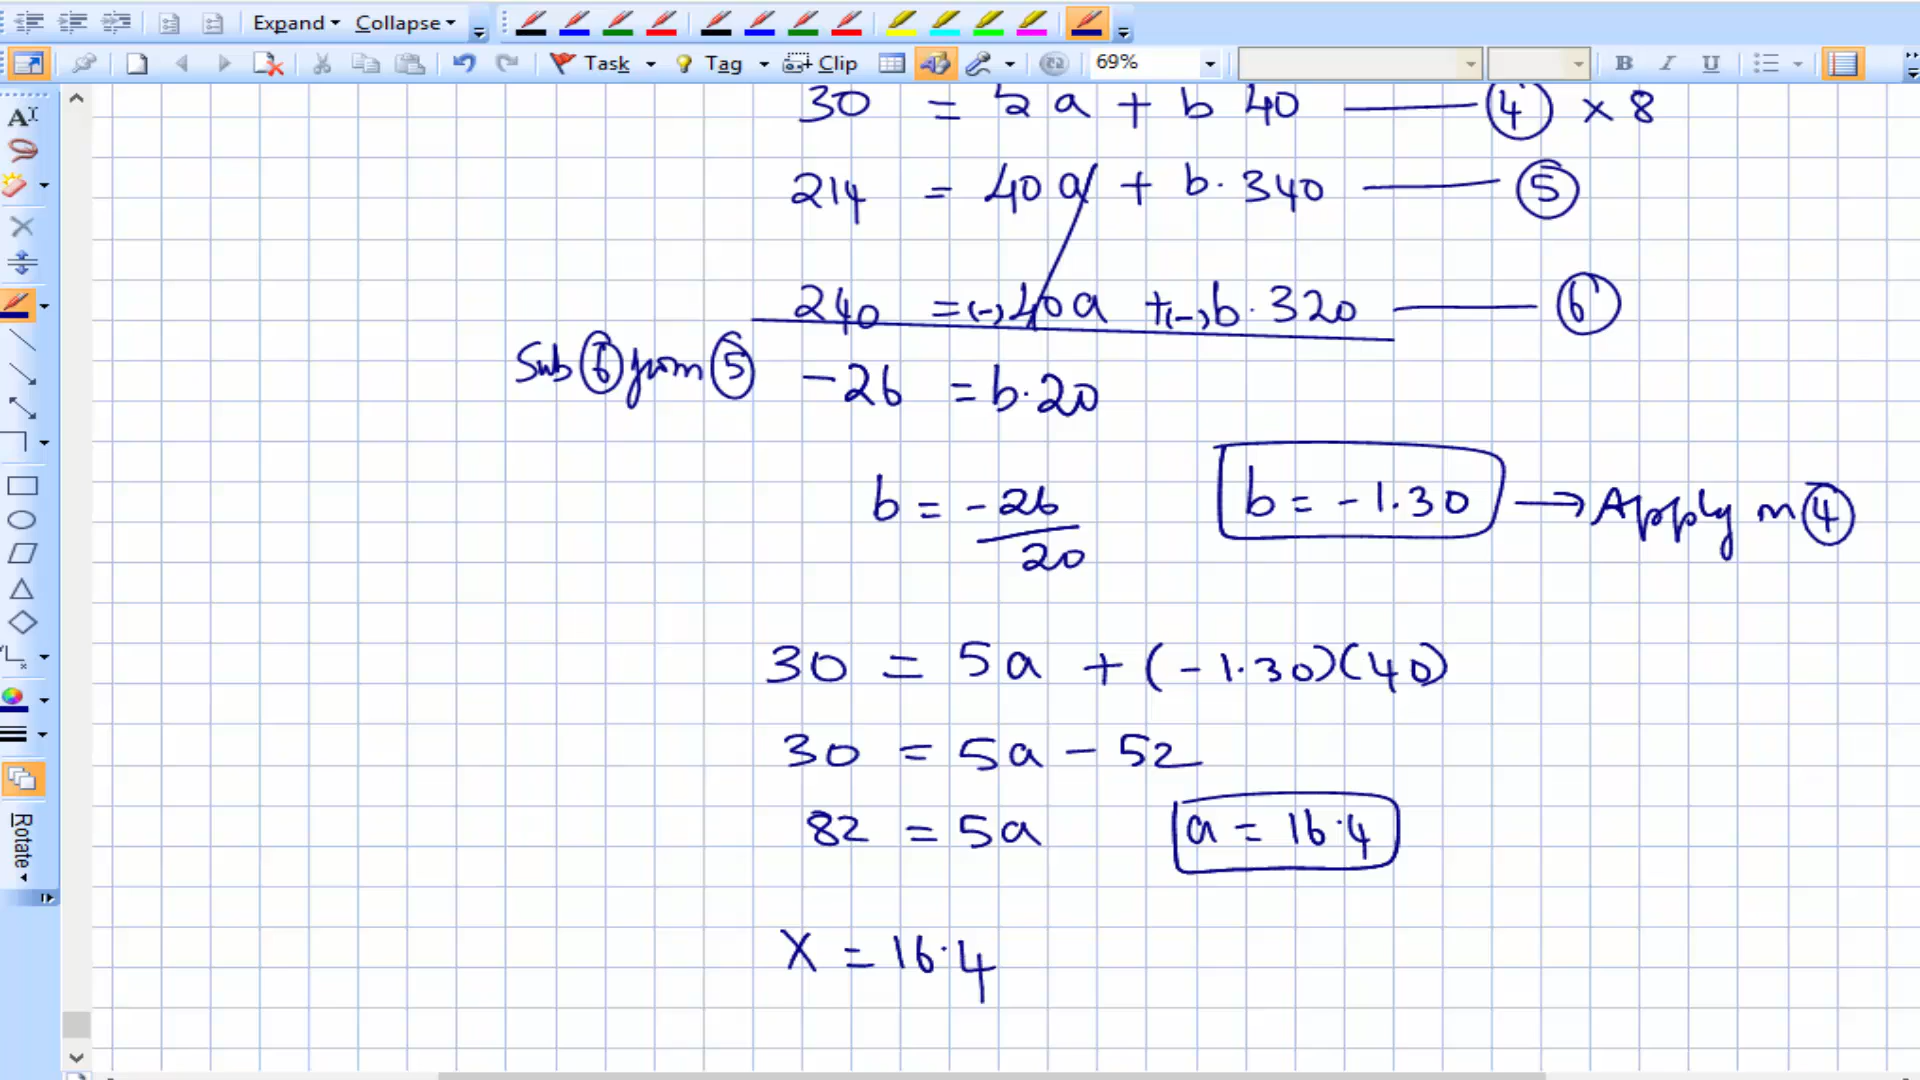 Expand Collapse
Task Tag Clip 69% B I U
30 = 5a + b 40 —— ④ × 8
214 = 40a + b. 340 —— ⑤
240 = (-) 40a + (-) b. 320 —— ⑥
Sub ⑥ from ⑤ -26 = b. 20
b = -26/20 b = -1.30 → Apply in ④
30 = 5a + (-1.30)(40)
30 = 5a - 52
82 = 5a a = 16.4
X = 16.4
Rotate